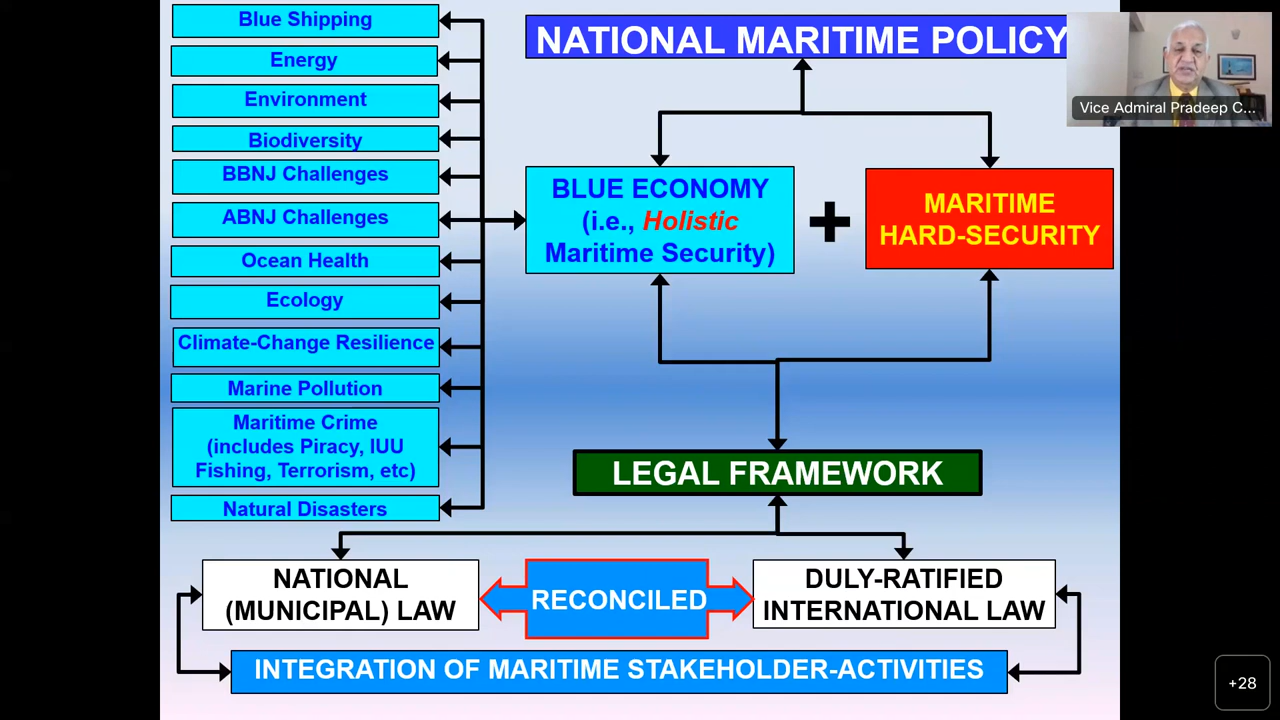 Blue Shipping
Energy
Environment
Biodiversity
BBNJ Challenges
ABNJ Challenges
Ocean Health
Ecology
Climate-Change Resilience
Marine Pollution
Maritime Crime
(includes Piracy, IUU
Fishing, Terrorism, etc)
Natural Disasters
NATIONAL MARITIME POLICY
Vice Admiral Pradeep C...
BLUE ECONOMY
(i.e., Holistic
Maritime Security)
+
MARITIME
HARD-SECURITY
LEGAL FRAMEWORK
NATIONAL
(MUNICIPAL) LAW
RECONCILED
DULY-RATIFIED
INTERNATIONAL LAW
INTEGRATION OF MARITIME STAKEHOLDER-ACTIVITIES
+28